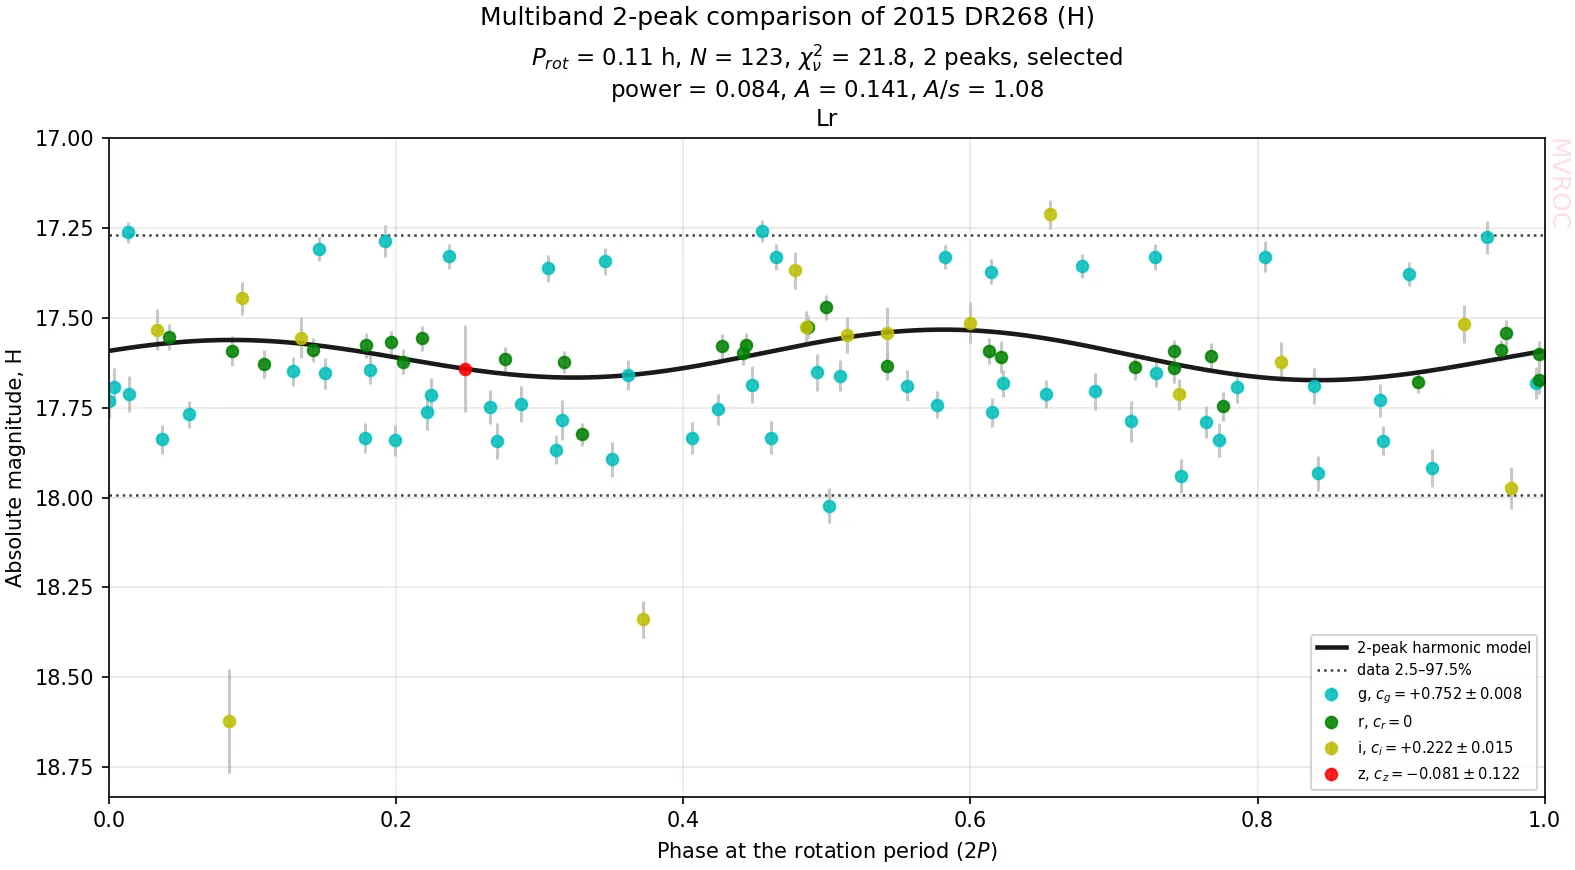 Multiband 2-peak comparison of 2015 DR268 (H)
P_rot = 0.11 h, N = 123, χ²_ν = 21.8, 2 peaks, selected
power = 0.084, A = 0.141, A/s = 1.08
Lr
MVROC
17.00
17.25
17.50
17.75
18.00
18.25
18.50
18.75
Absolute magnitude, H
2-peak harmonic model
data 2.5–97.5%
g, c_g = +0.752 ± 0.008
r, c_r = 0
i, c_i = +0.222 ± 0.015
z, c_z = −0.081 ± 0.122
0.0 0.2 0.4 0.6 0.8 1.0
Phase at the rotation period (2P)